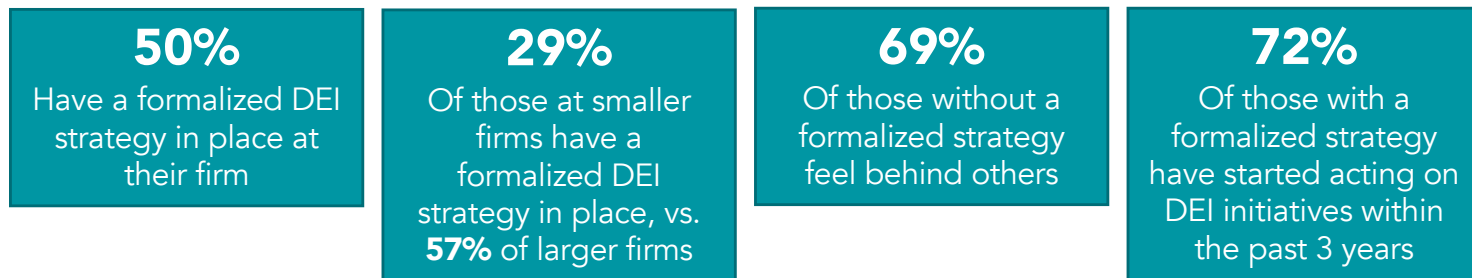 50%
Have a formalized DEI
strategy in place at
their firm
29%
Of those at smaller
firms have a
formalized DEI
strategy in place, vs.
57% of larger firms
69%
Of those without a
formalized strategy
feel behind others
72%
Of those with a
formalized strategy
have started acting on
DEI initiatives within
the past 3 years